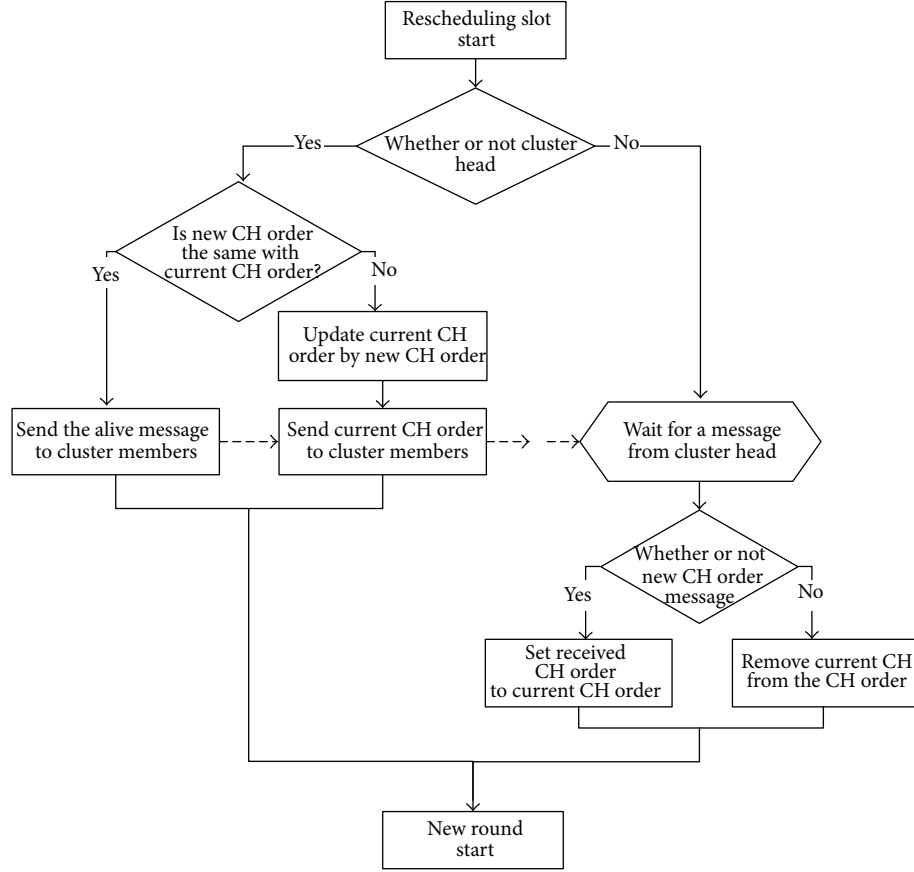 Rescheduling slot
start
Whether or not cluster
head
Yes
No
Is new CH order
the same with
current CH order?
Yes
No
Update current CH
order by new CH order
Send the alive message
to cluster members
Send current CH order
to cluster members
Wait for a message
from cluster head
Whether or not
new CH order
message
Yes
No
Set received
CH order
to current CH order
Remove current CH
from the CH order
New round
start